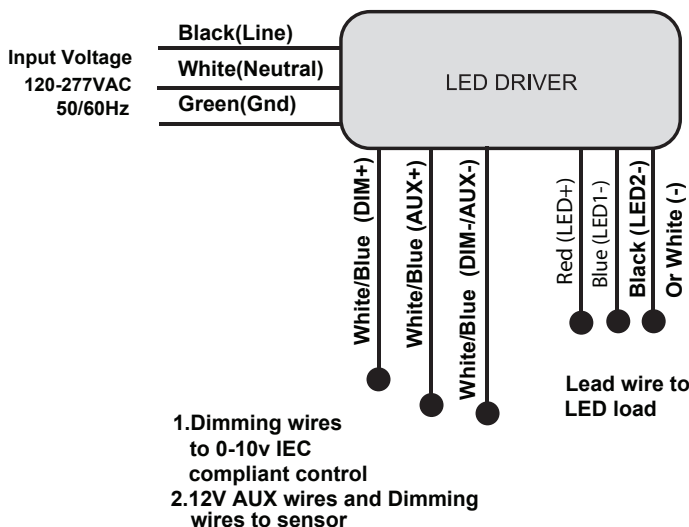 Input Voltage
120-277VAC
50/60Hz
Black(Line)
White(Neutral)
Green(Gnd)
LED DRIVER
White/Blue (DIM+)
White/Blue (AUX+)
White/Blue (DIM-/AUX-)
Red (LED+)
Blue (LED1-)
Black (LED2-)
Or White (-)
Lead wire to
LED load
1.Dimming wires
to 0-10v IEC
compliant control
2.12V AUX wires and Dimming
wires to sensor